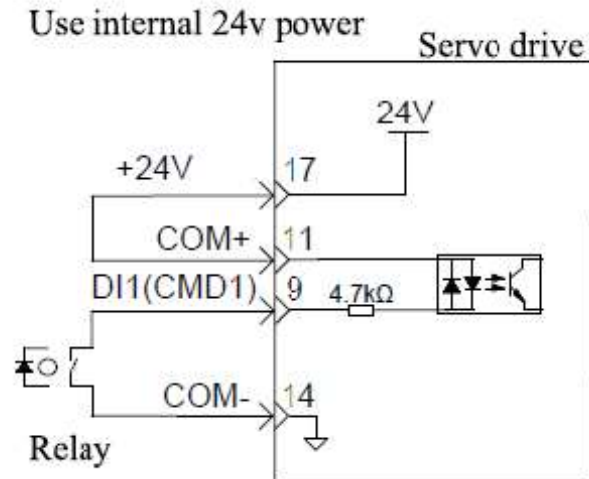 Use internal 24v power
Servo drive
24V
+24V 17
COM+ 11
DI1(CMD1) 9 4.7kΩ
COM- 14
Relay